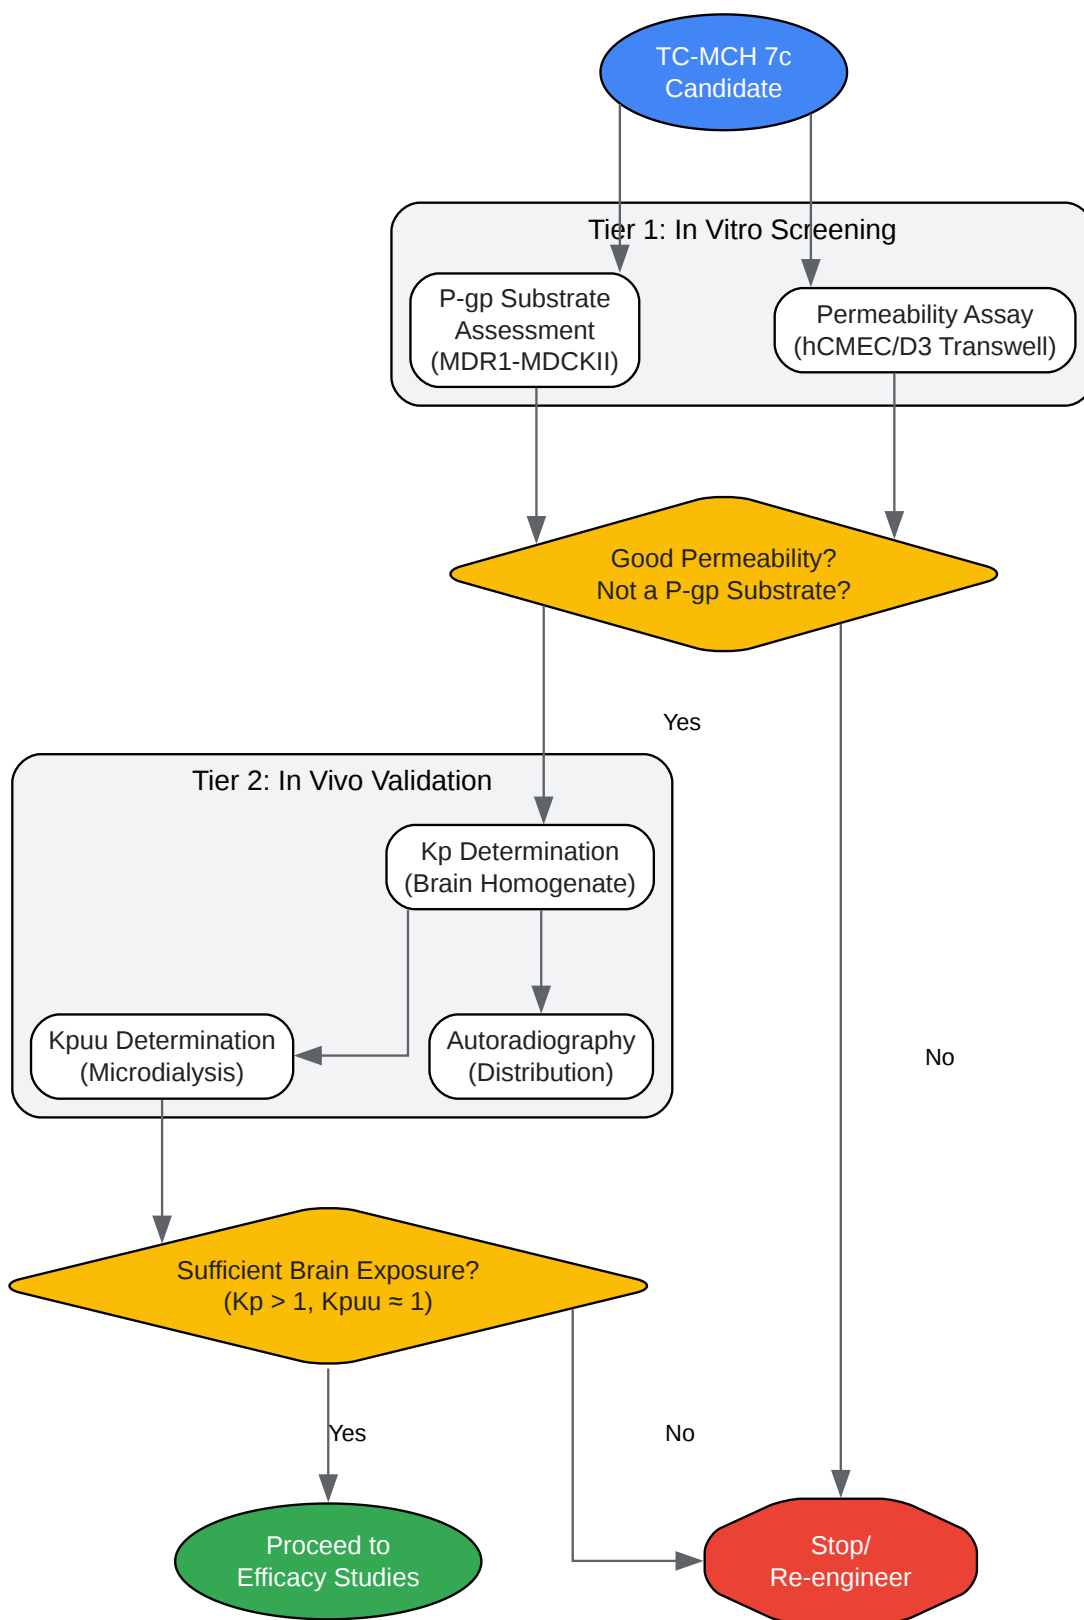 TC-MCH 7c
Candidate
Tier 1: In Vitro Screening
P-gp Substrate
Assessment
(MDR1-MDCKII)
Permeability Assay
(hCMEC/D3 Transwell)
Good Permeability?
Not a P-gp Substrate?
Yes
Tier 2: In Vivo Validation
Kp Determination
(Brain Homogenate)
Kpuu Determination
(Microdialysis)
Autoradiography
(Distribution)
No
Sufficient Brain Exposure?
(Kp > 1, Kpuu ≈ 1)
Yes
No
Proceed to
Efficacy Studies
Stop/
Re-engineer